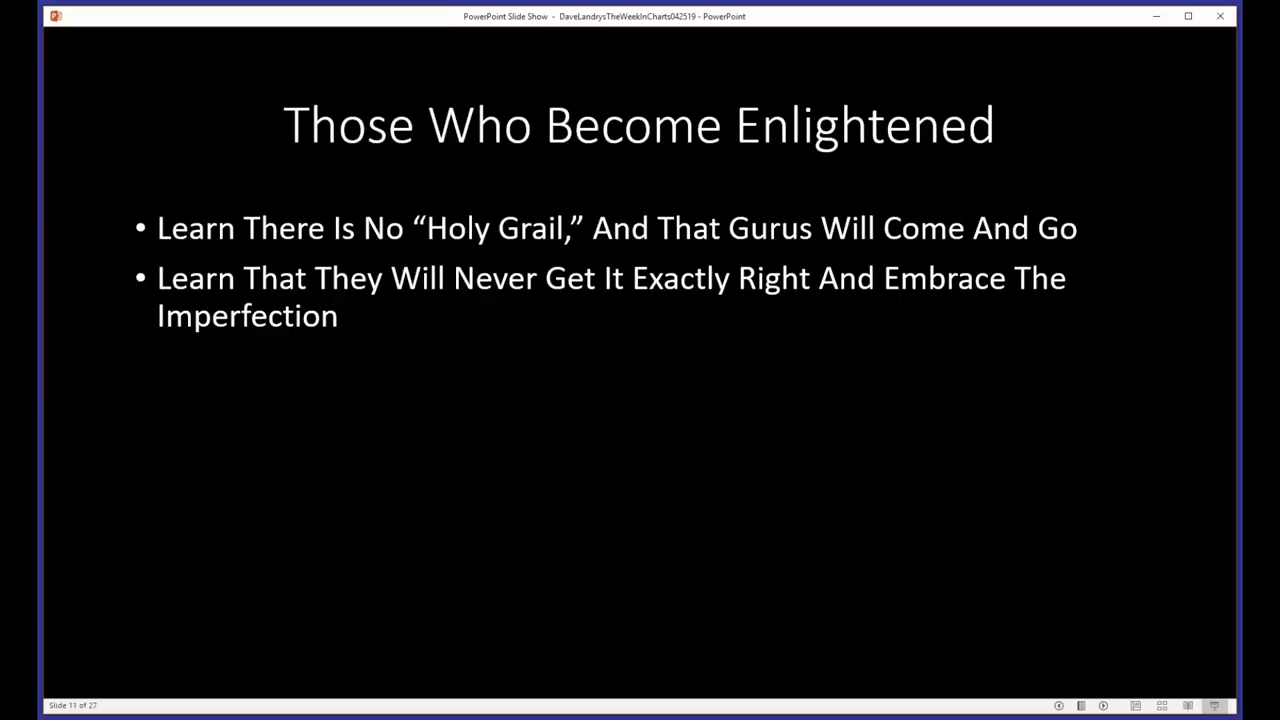 PowerPoint Slide Show - DaveLandrysTheWeekInCharts042519 - PowerPoint
Those Who Become Enlightened
• Learn There Is No “Holy Grail,” And That Gurus Will Come And Go
• Learn That They Will Never Get It Exactly Right And Embrace The
Imperfection
Slide 11 of 27